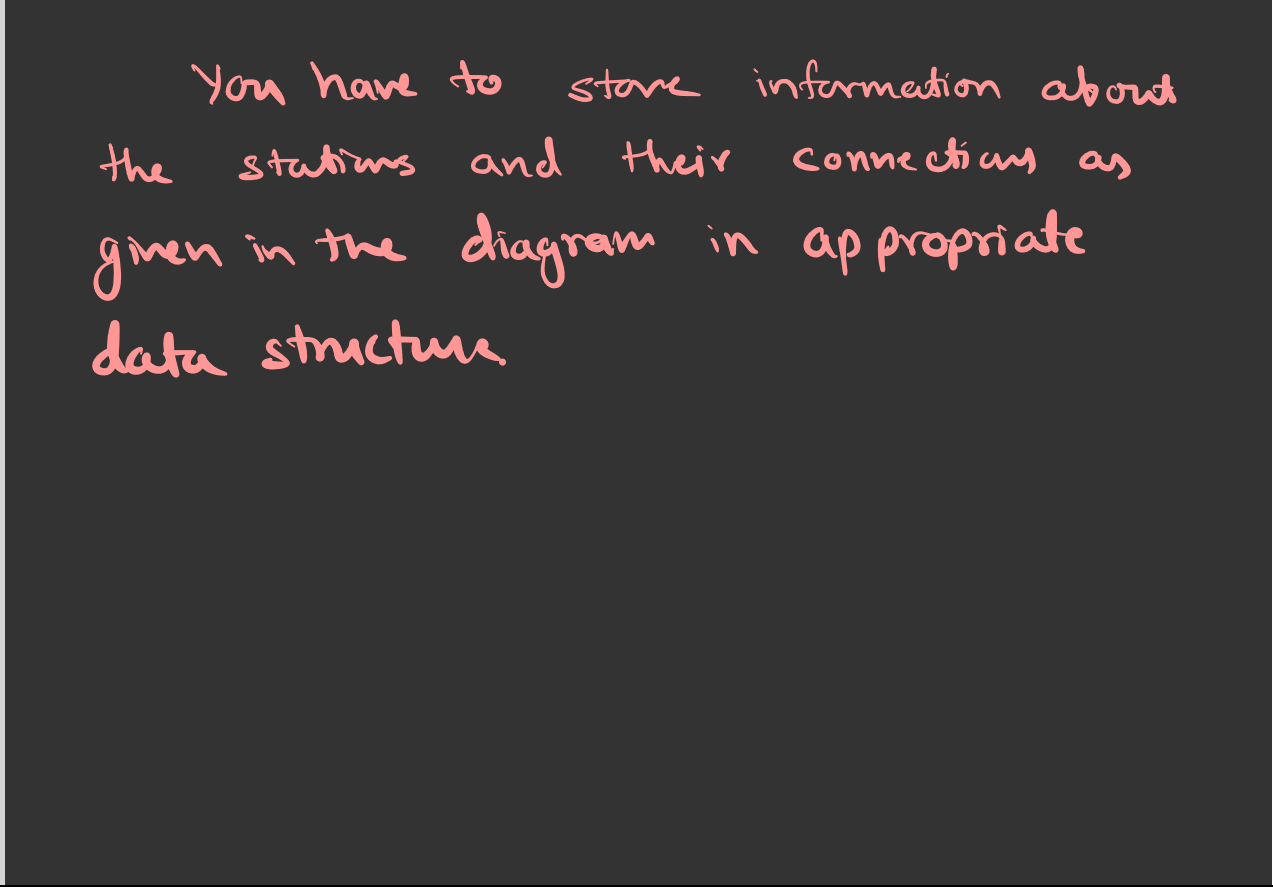 You have to store information about
the stations and their connections as
given in the diagram in appropriate
data structure.